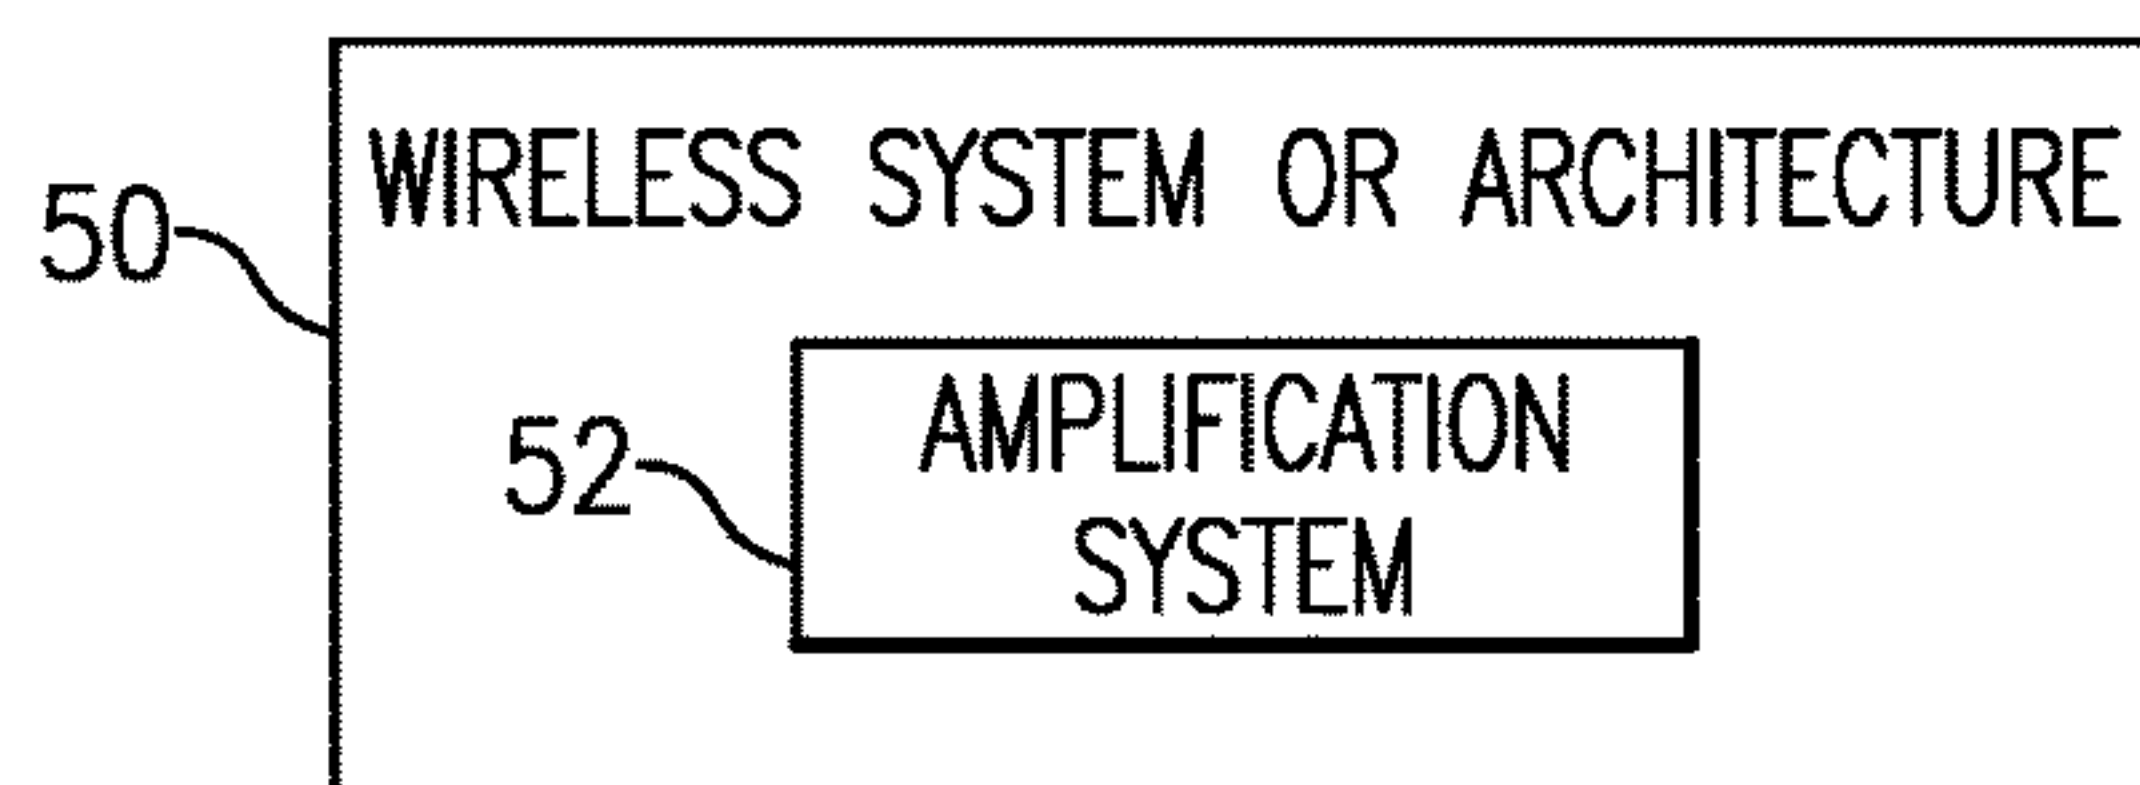 WIRELESS SYSTEM OR ARCHITECTURE
50
AMPLIFICATION
52
SYSTEM